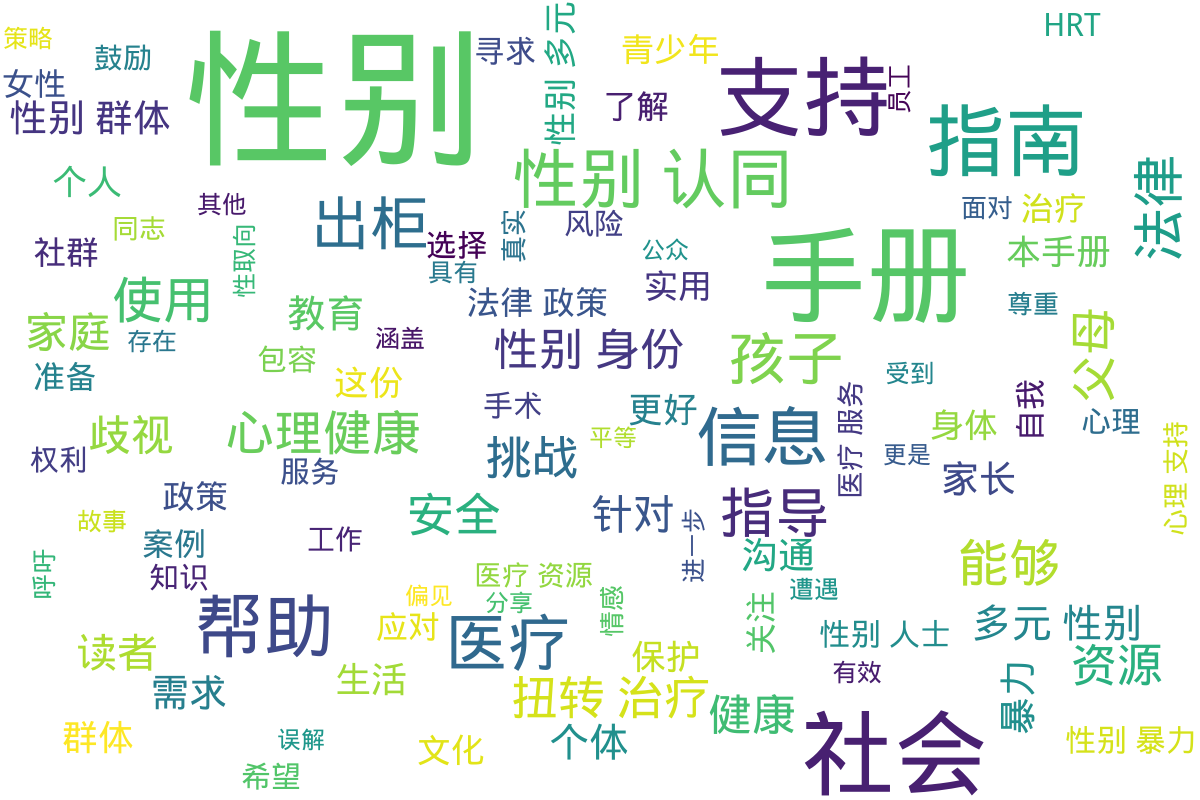 策略
鼓励
女性
性别 群体
性别
寻求
性别 多元
青少年
了解
支持
员工
HRT
指南
法律
个人
其他
同志
社群
性取向
出柜
选择
具有
真实
性别 认同
风险
公众
实用
手册
面对
治疗
本手册
尊重
使用
家庭
存在
准备
教育
包容
涵盖
这份
法律 政策
性别 身份
孩子
受到
父母
歧视
心理健康
手术
挑战
更好
平等
信息
医疗 服务
更是
身体
自我
心理
心理 支持
权利
服务
政策
安全
针对
进一步
指导
家长
故事
案例
知识
工作
呼吁
沟通
遭遇
能够
帮助
偏见
应对
医疗 资源
分享
情感
医疗
关注
性别 人士
多元 性别
读者
需求
生活
保护
扭转 治疗
健康
有效
资源
暴力
性别 暴力
群体
误解
希望
文化
个体
社会